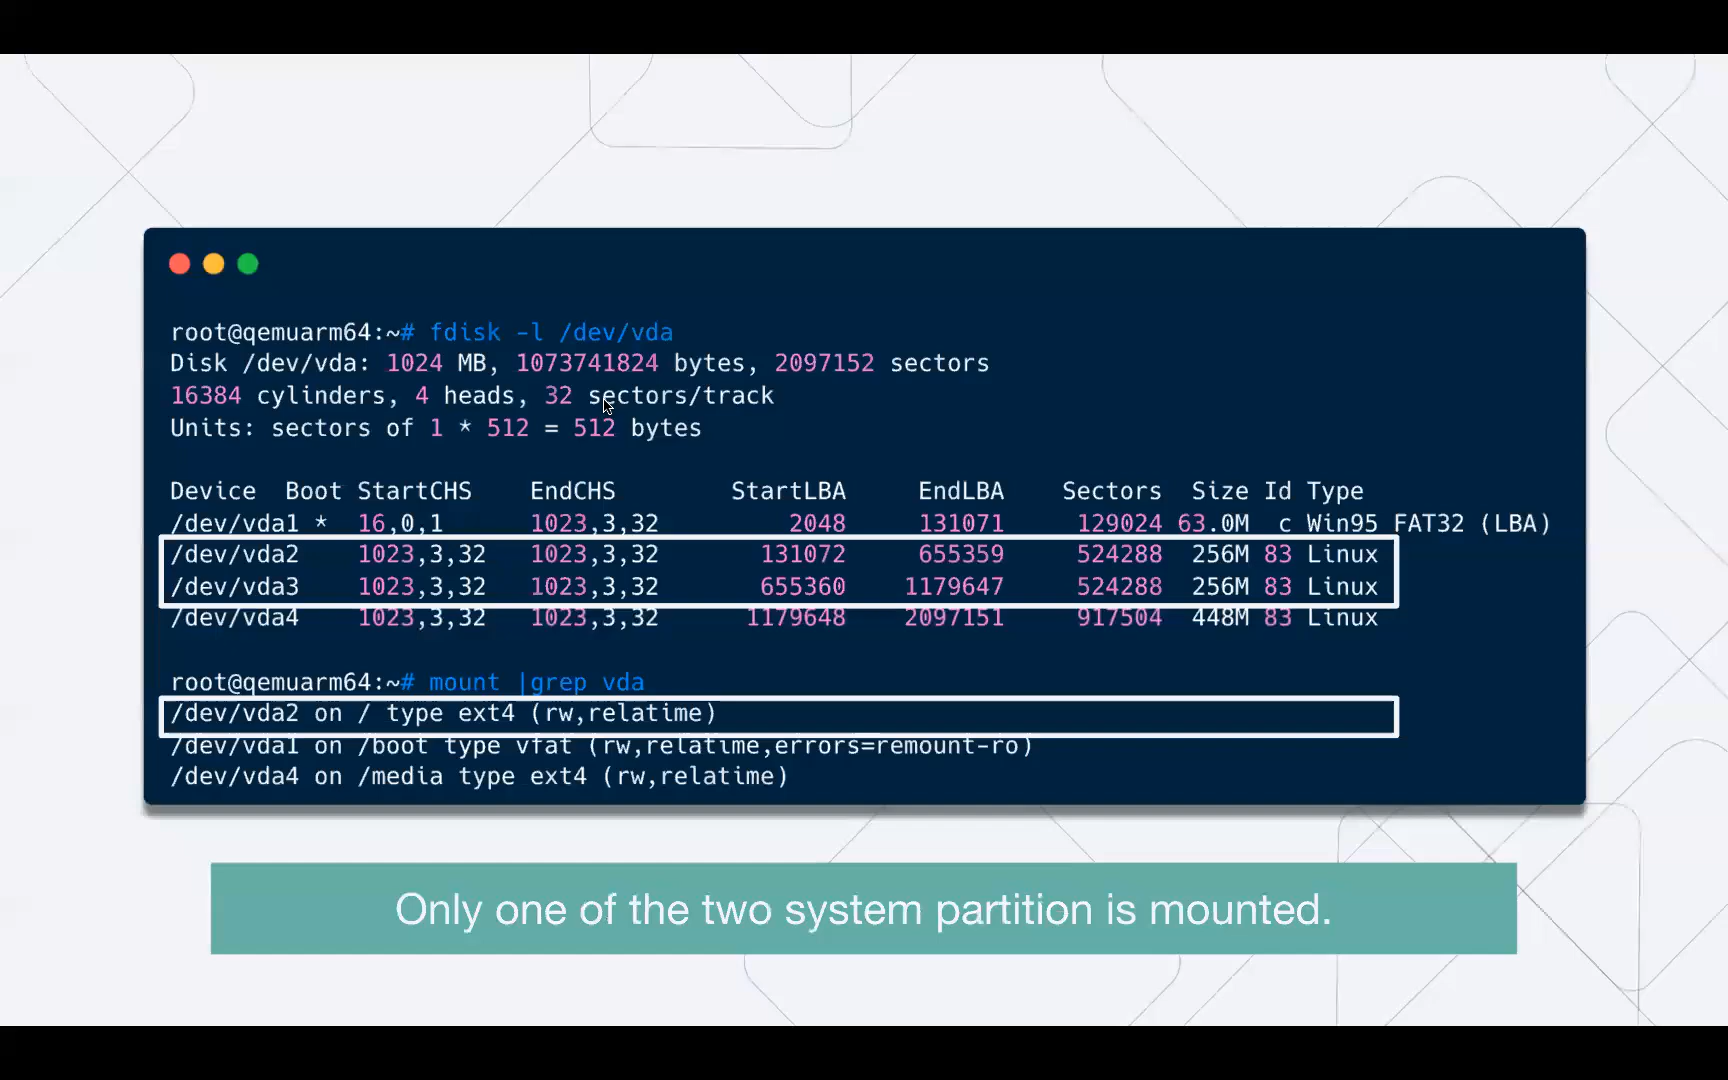 root@qemuarm64:~# fdisk -l /dev/vda
Disk /dev/vda: 1024 MB, 1073741824 bytes, 2097152 sectors
16384 cylinders, 4 heads, 32 sectors/track
Units: sectors of 1 * 512 = 512 bytes
Device  Boot StartCHS    EndCHS        StartLBA     EndLBA    Sectors  Size Id Type
/dev/vda1 *  16,0,1      1023,3,32         2048     131071     129024 63.0M  c Win95 FAT32 (LBA)
/dev/vda2    1023,3,32   1023,3,32       131072     655359     524288  256M 83 Linux
/dev/vda3    1023,3,32   1023,3,32       655360    1179647     524288  256M 83 Linux
/dev/vda4    1023,3,32   1023,3,32      1179648    2097151     917504  448M 83 Linux
root@qemuarm64:~# mount |grep vda
/dev/vda2 on / type ext4 (rw,relatime)
/dev/vda1 on /boot type vfat (rw,relatime,errors=remount-ro)
/dev/vda4 on /media type ext4 (rw,relatime)
Only one of the two system partition is mounted.